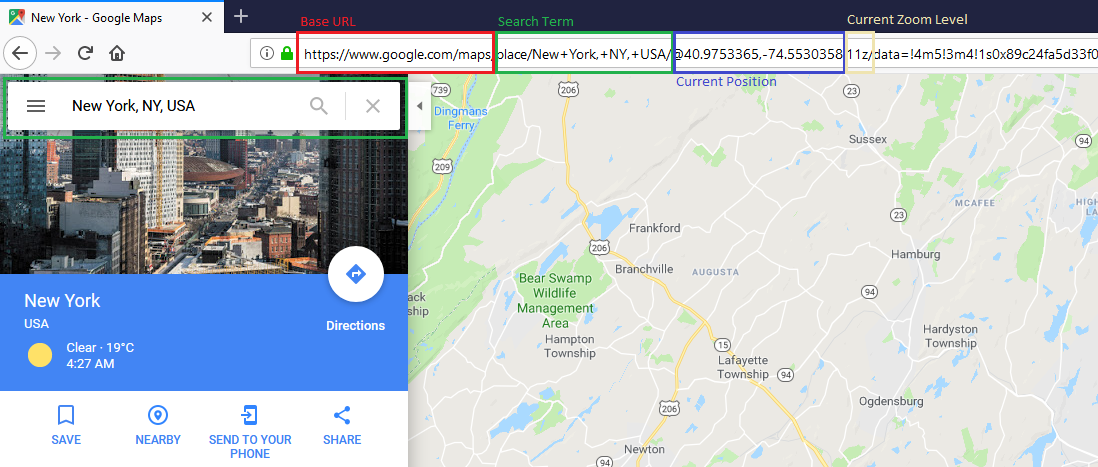 New York - Google Maps
Base URL
Search Term
Current Zoom Level
https://www.google.com/maps/place/New+York,+NY,+USA/@40.9753365,-74.5530358,11z/data=!4m5!3m4!1s0x89c24fa5d33f0
Current Position
New York, NY, USA
New York
USA
Directions
Clear · 19°C
4:27 AM
SAVE
NEARBY
SEND TO YOUR
PHONE
SHARE
739
206
23
Dingmans
Ferry
Sussex
94
209
MCAFEE
HIGH
LA
23
Frankford
206
Hamburg
Branchville
AUGUSTA
Bear Swamp
Wildlife
Management
Area
94
ack
ship
Hampton
Township
15
Hardyston
Township
Lafayette
Township
94
Ogdensburg
206
Newton